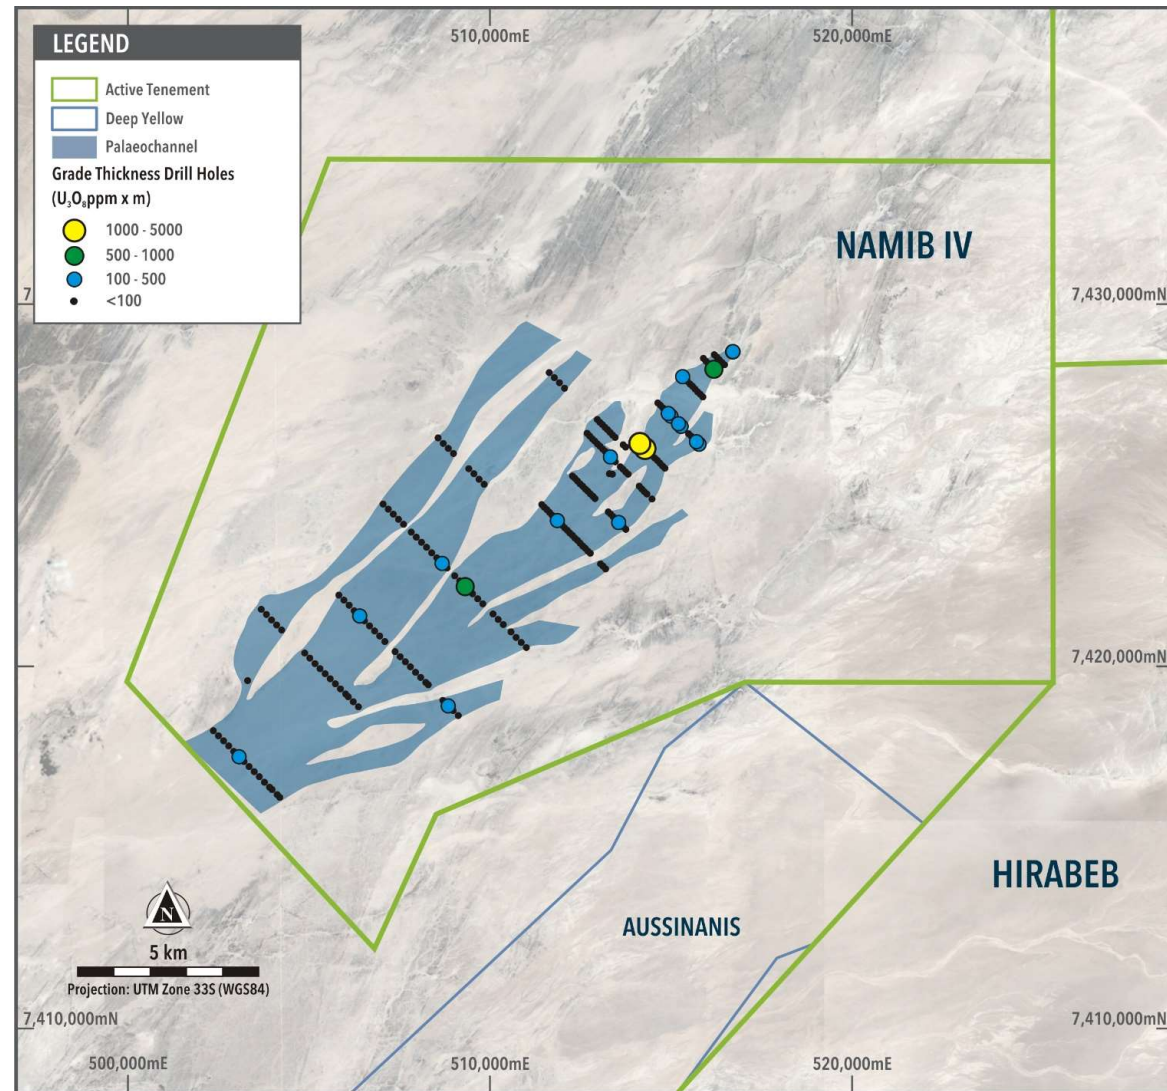 510,000mE
520,000mE
LEGEND
Active Tenement
Deep Yellow
Palaeochannel
Grade Thickness Drill Holes
(U₃O₈ppm x m)
1000 - 5000
500 - 1000
100 - 500
<100
NAMIB IV
7
7,430,000mN
7,420,000mN
HIRABEB
AUSSINANIS
N
5 km
Projection: UTM Zone 33S (WGS84)
7,410,000mN
7,410,000mN
500,000mE
510,000mE
520,000mE